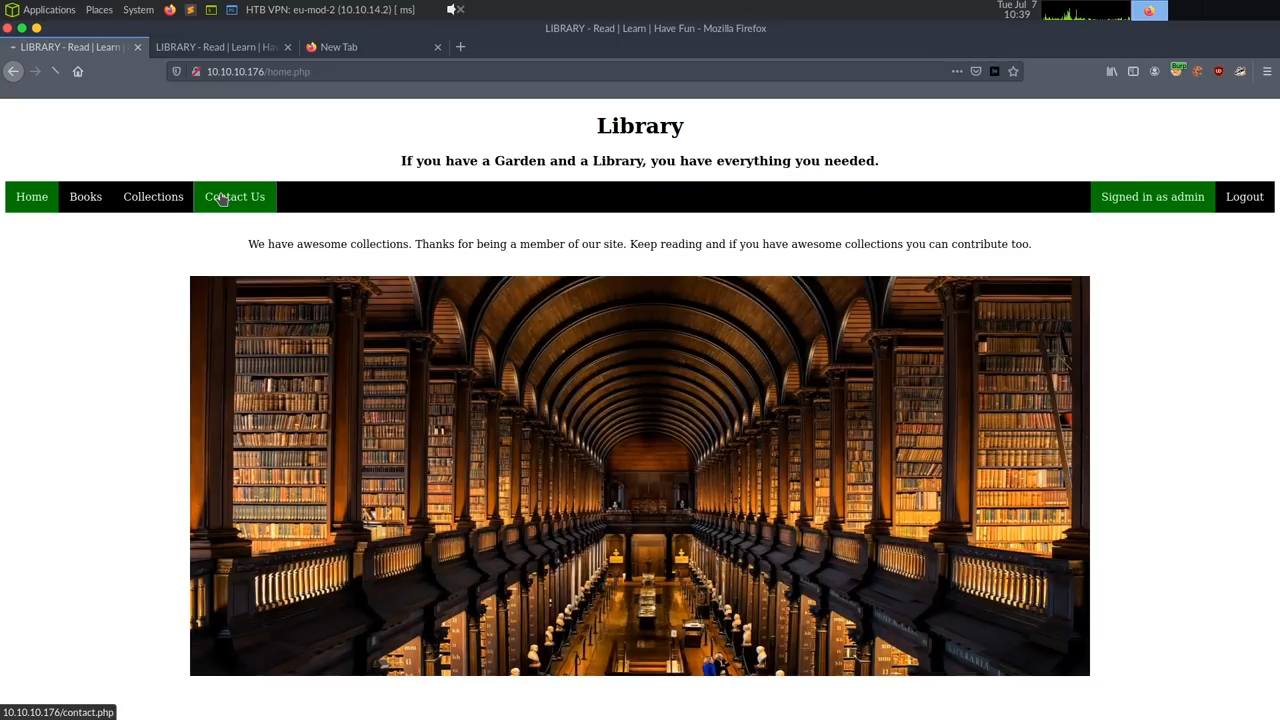 Applications Places System HTB VPN: eu-mod-2 (10.10.14.2) [ ms]
Tue Jul 7
10:39
LIBRARY - Read | Learn | Have Fun - Mozilla Firefox
LIBRARY - Read | Learn | LIBRARY - Read | Learn | Hav New Tab
10.10.10.176/home.php
Burp
Library
If you have a Garden and a Library, you have everything you needed.
Home Books Collections Contact Us Signed in as admin Logout
We have awesome collections. Thanks for being a member of our site. Keep reading and if you have awesome collections you can contribute too.
10.10.10.176/contact.php